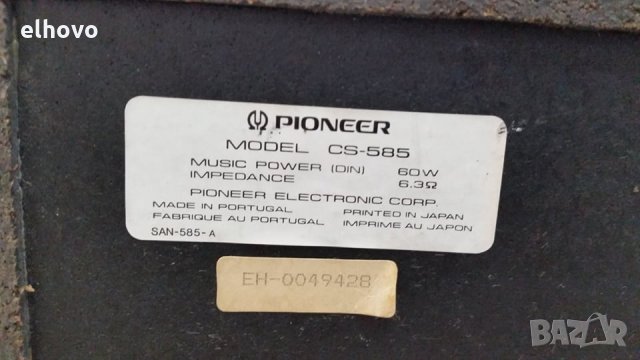 elhovo
PIONEER
MODEL CS-585
MUSIC POWER (DIN) 60W
IMPEDANCE 6.3Ω
PIONEER ELECTRONIC CORP.
MADE IN PORTUGAL PRINTED IN JAPAN
FABRIQUE AU PORTUGAL IMPRIME AU JAPON
SAN-585-A
EH-0049428
BAZAR